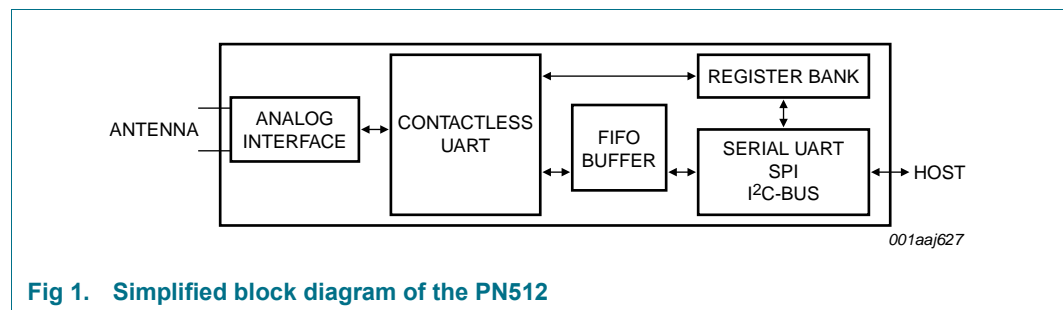 ANTENNA
ANALOG
INTERFACE
CONTACTLESS
UART
FIFO
BUFFER
REGISTER BANK
SERIAL UART
SPI
I²C-BUS
HOST
001aaj627
Fig 1. Simplified block diagram of the PN512